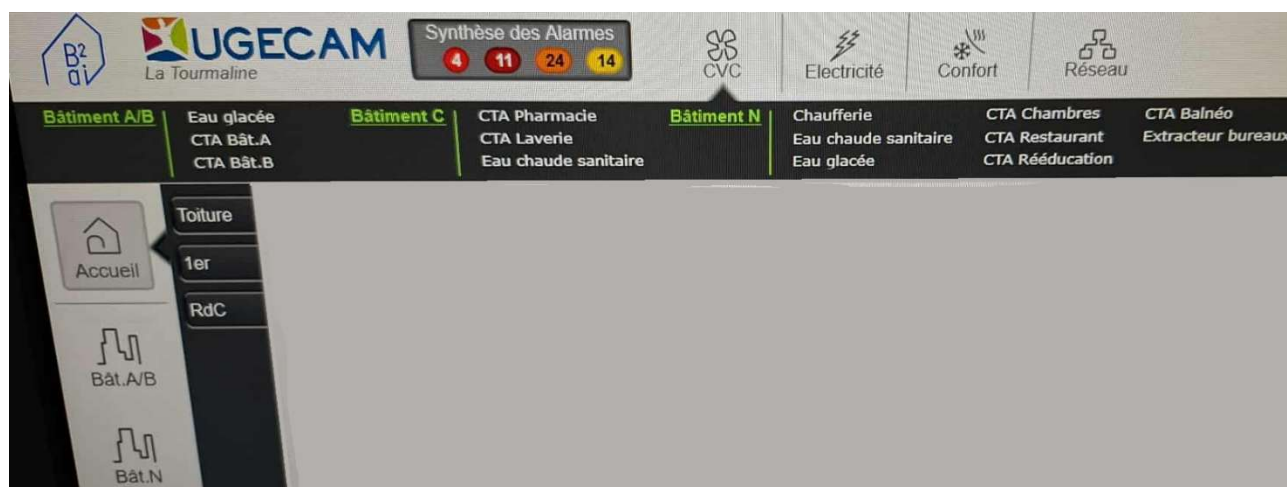 B2
ai
UGECAM
La Tourmaline
Synthèse des Alarmes
4 11 24 14
CVC
Electricité
Confort
Réseau
Bâtiment A/B
Eau glacée
CTA Bât.A
CTA Bât.B
Bâtiment C
CTA Pharmacie
CTA Laverie
Eau chaude sanitaire
Bâtiment N
Chaufferie
Eau chaude sanitaire
Eau glacée
CTA Chambres
CTA Restaurant
CTA Rééducation
CTA Balnéo
Extracteur bureaux
Accueil
Toiture
1er
RdC
Bât.A/B
Bât.N